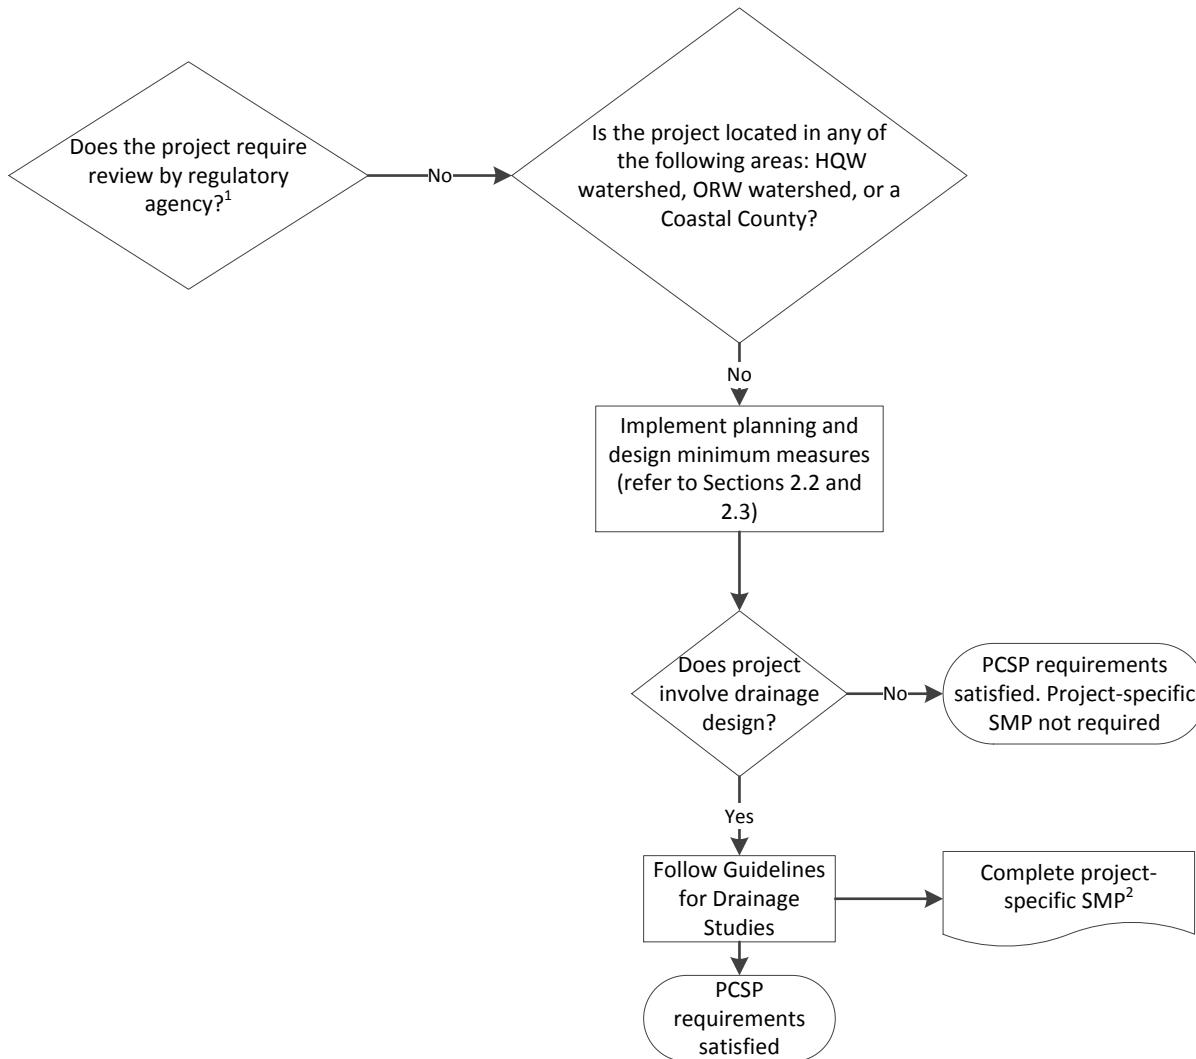 Does the project require
review by regulatory
agency?¹
No
Is the project located in any of
the following areas: HQW
watershed, ORW watershed, or a
Coastal County?
No
Implement planning and
design minimum measures
(refer to Sections 2.2 and
2.3)
Does project
involve drainage
design?
No
PCSP requirements
satisfied. Project-specific
SMP not required
Yes
Follow Guidelines
for Drainage
Studies
Complete project-
specific SMP²
PCSP
requirements
satisfied